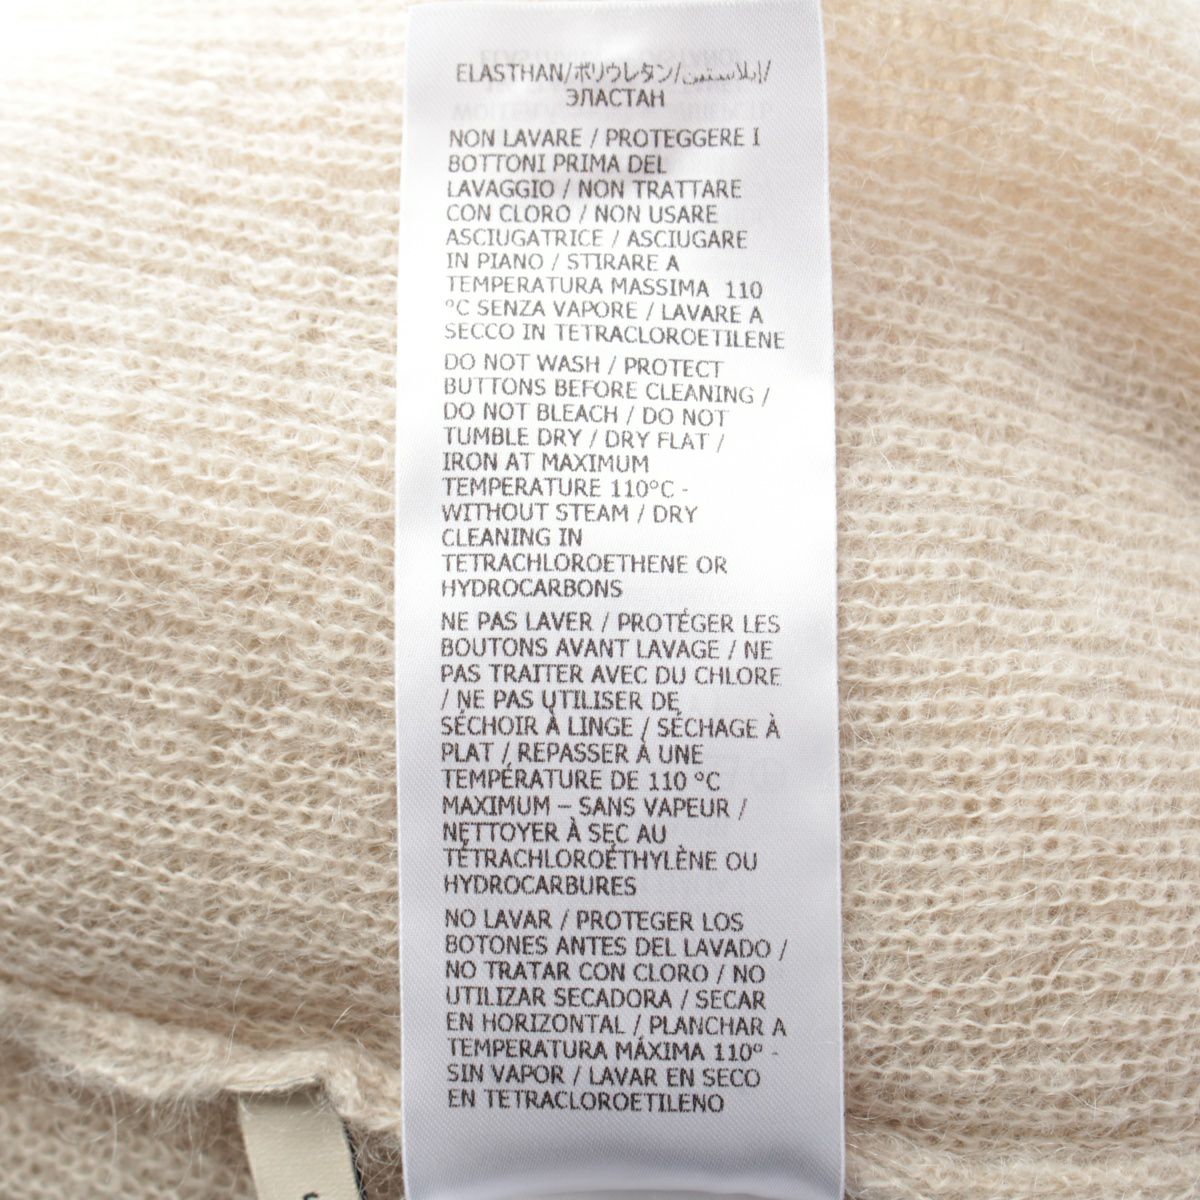 ELASTHAN/ポリウレタン/إيلاستين/
ЭЛАСТАН
NON LAVARE / PROTEGGERE I
BOTTONI PRIMA DEL
LAVAGGIO / NON TRATTARE
CON CLORO / NON USARE
ASCIUGATRICE / ASCIUGARE
IN PIANO / STIRARE A
TEMPERATURA MASSIMA 110
°C SENZA VAPORE / LAVARE A
SECCO IN TETRACLOROETILENE
DO NOT WASH / PROTECT
BUTTONS BEFORE CLEANING /
DO NOT BLEACH / DO NOT
TUMBLE DRY / DRY FLAT /
IRON AT MAXIMUM
TEMPERATURE 110°C -
WITHOUT STEAM / DRY
CLEANING IN
TETRACHLOROETHENE OR
HYDROCARBONS
NE PAS LAVER / PROTÉGER LES
BOUTONS AVANT LAVAGE / NE
PAS TRAITER AVEC DU CHLORE
/ NE PAS UTILISER DE
SÉCHOIR À LINGE / SÉCHAGE À
PLAT / REPASSER À UNE
TEMPÉRATURE DE 110 °C
MAXIMUM – SANS VAPEUR /
NETTOYER À SEC AU
TÉTRACHLOROÉTHYLÈNE OU
HYDROCARBURES
NO LAVAR / PROTEGER LOS
BOTONES ANTES DEL LAVADO /
NO TRATAR CON CLORO / NO
UTILIZAR SECADORA / SECAR
EN HORIZONTAL / PLANCHAR A
TEMPERATURA MÁXIMA 110° -
SIN VAPOR / LAVAR EN SECO
EN TETRACLOROETILENO